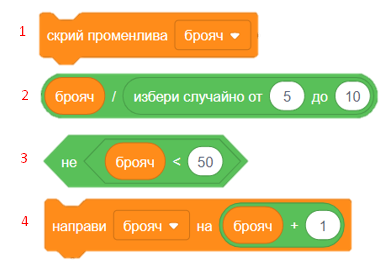 1 скрий променлива брояч
2 брояч / избери случайно от 5 до 10
3 не брояч < 50
4 направи брояч на брояч + 1